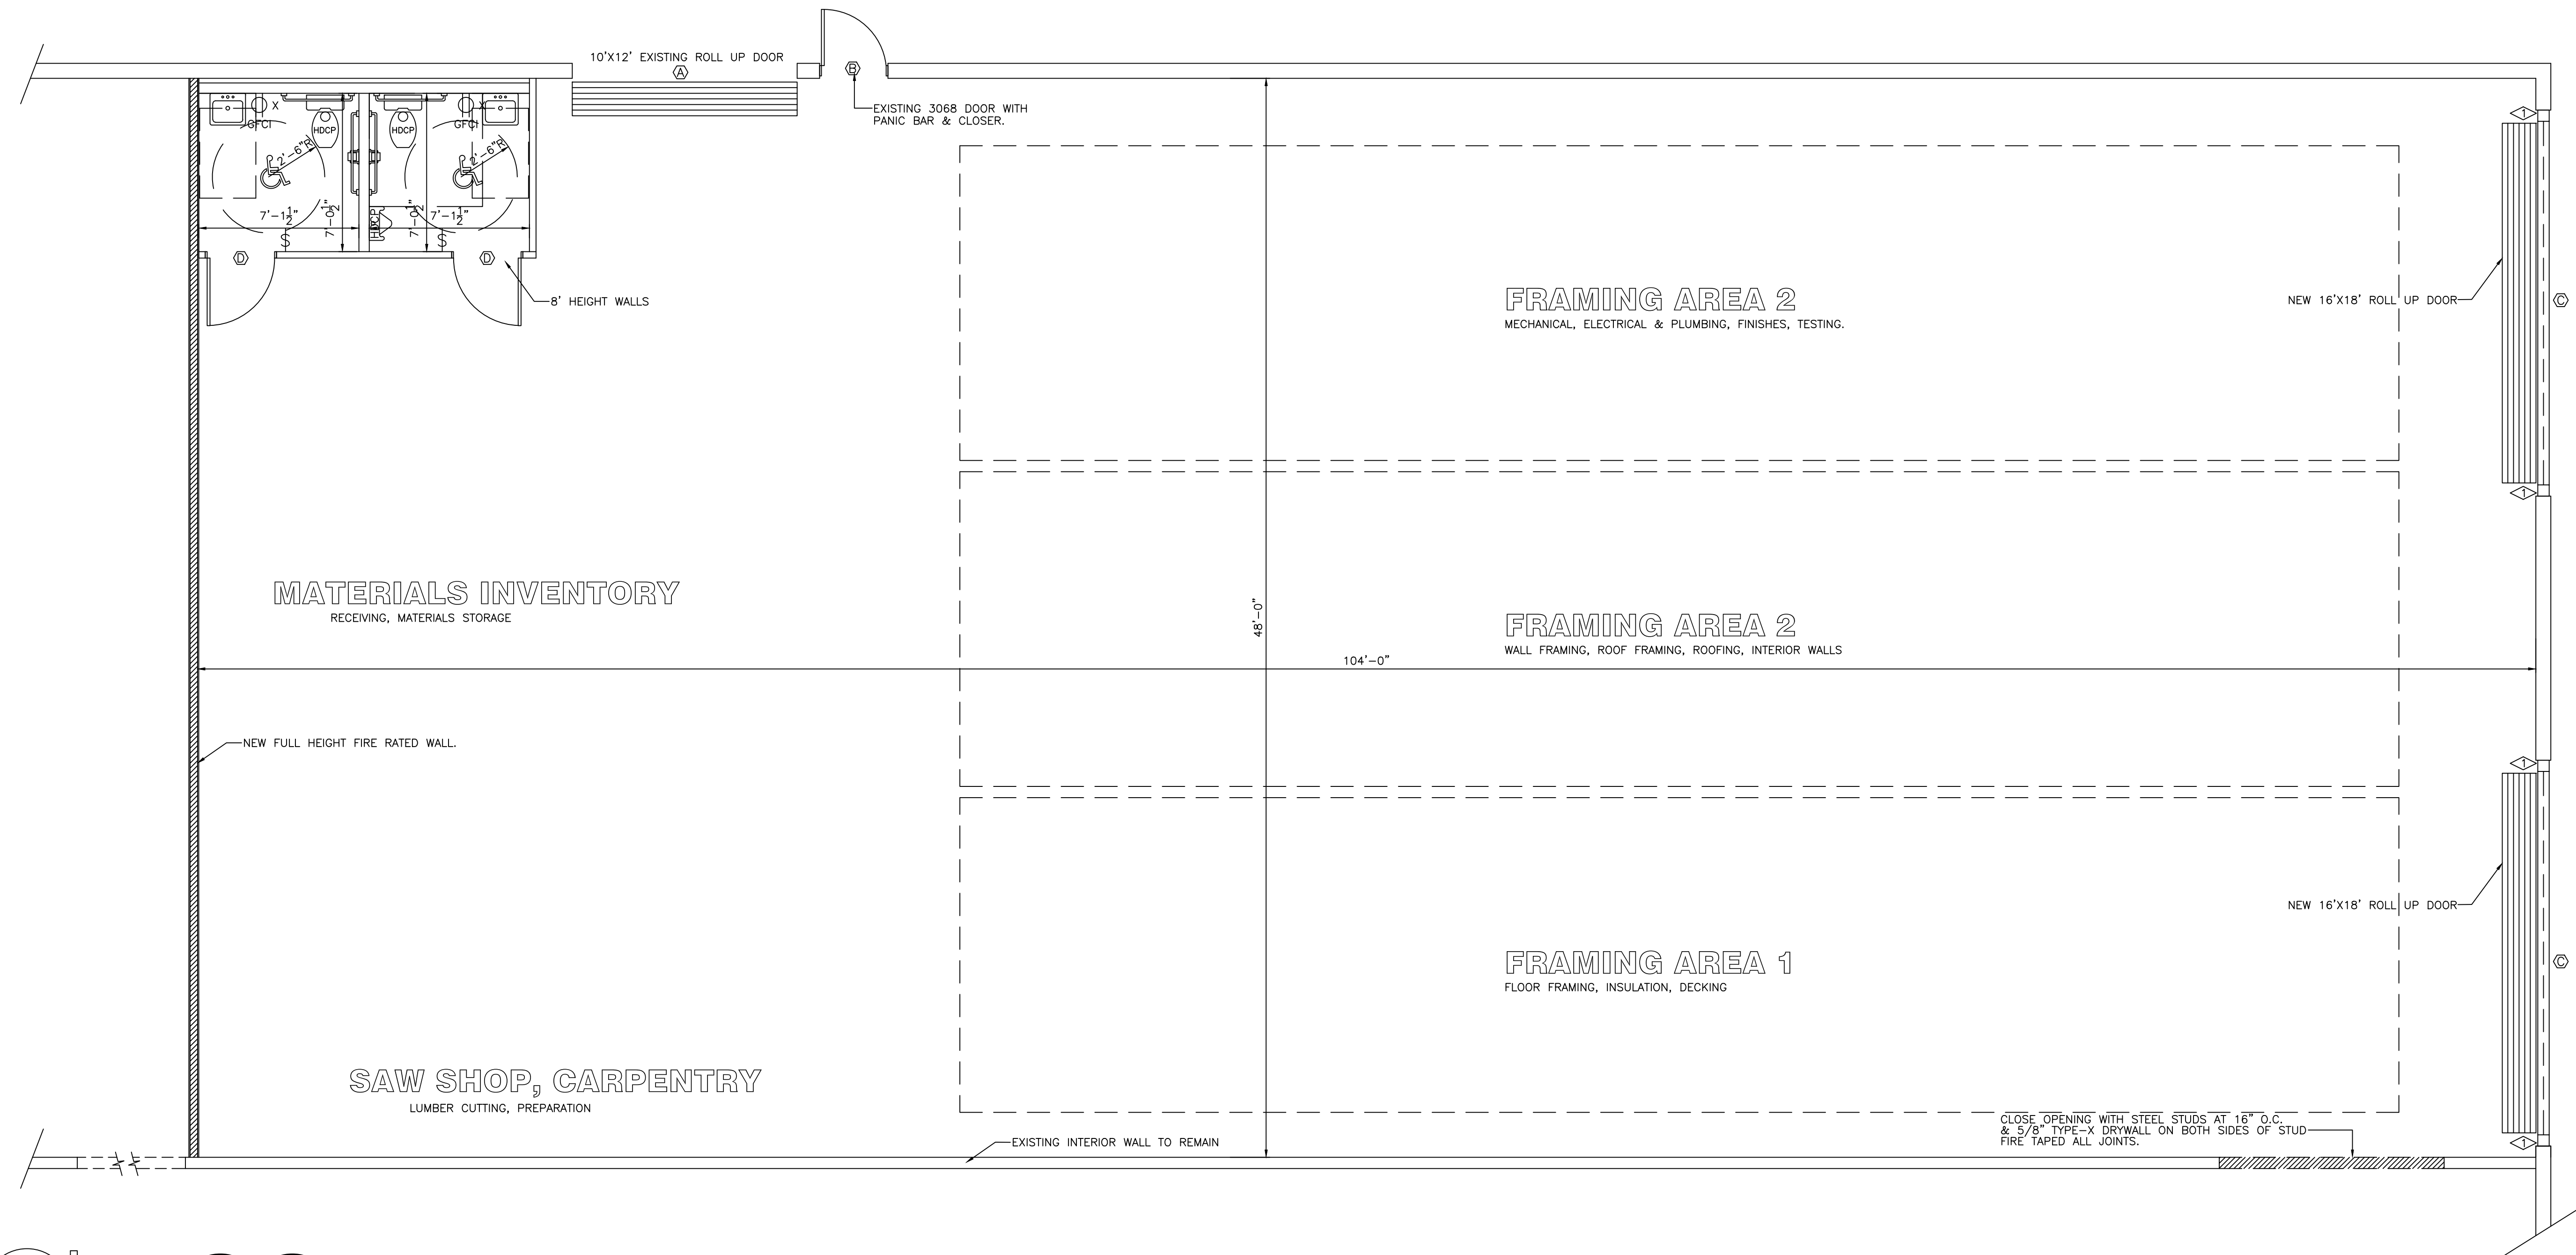 10'X12' EXISTING ROLL UP DOOR
A
B
EXISTING 3068 DOOR WITH
PANIC BAR & CLOSER.
X
GFCI
HDCP
2'-6"R
7'-1½"
7'-0½"
S
D
X
GFCI
HDCP
2'-6"R
7'-1½"
7'-0½"
HDCP
S
D
8' HEIGHT WALLS
1
FRAMING AREA 2
MECHANICAL, ELECTRICAL & PLUMBING, FINISHES, TESTING.
NEW 16'X18' ROLL UP DOOR
C
1
MATERIALS INVENTORY
RECEIVING, MATERIALS STORAGE
48'-0"
FRAMING AREA 2
WALL FRAMING, ROOF FRAMING, ROOFING, INTERIOR WALLS
104'-0"
NEW FULL HEIGHT FIRE RATED WALL.
1
NEW 16'X18' ROLL UP DOOR
C
FRAMING AREA 1
FLOOR FRAMING, INSULATION, DECKING
SAW SHOP, CARPENTRY
LUMBER CUTTING, PREPARATION
EXISTING INTERIOR WALL TO REMAIN
CLOSE OPENING WITH STEEL STUDS AT 16" O.C.
& 5/8" TYPE-X DRYWALL ON BOTH SIDES OF STUD
FIRE TAPED ALL JOINTS.
1